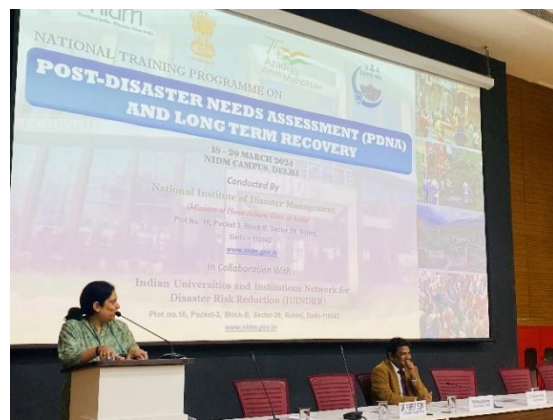 nidm
75
Azadi Ka
Amrit Mahotsav
NATIONAL TRAINING PROGRAMME ON
POST-DISASTER NEEDS ASSESSMENT (PDNA)
AND LONG TERM RECOVERY
18 - 20 MARCH 2024
NIDM CAMPUS, DELHI
Conducted By
National Institute of Disaster Management
(Ministry of Home Affairs, Govt. of India)
Plot No. 15, Pocket 3, Block-B, Sector 29, Rohini,
Delhi – 110042
www.nidm.gov.in
in Collaboration With
Indian Universities and Institutions Network for
Disaster Risk Reduction (IUINDRR)
Plot no.15, Pocket-3, Block-B, Sector-29, Rohini, Delhi-110042
www.nidm.gov.in